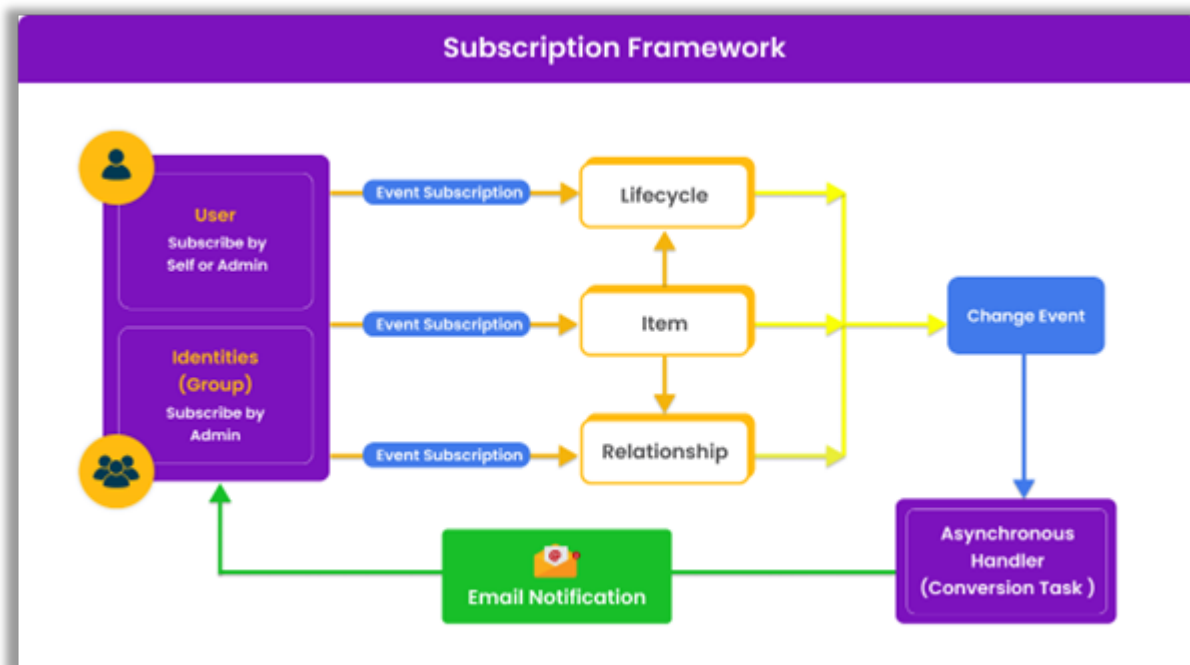 Subscription Framework
User
Subscribe by
Self or Admin
Identities
(Group)
Subscribe by
Admin
Event Subscription
Event Subscription
Event Subscription
Lifecycle
Item
Relationship
Change Event
Asynchronous
Handler
(Conversion Task )
Email Notification